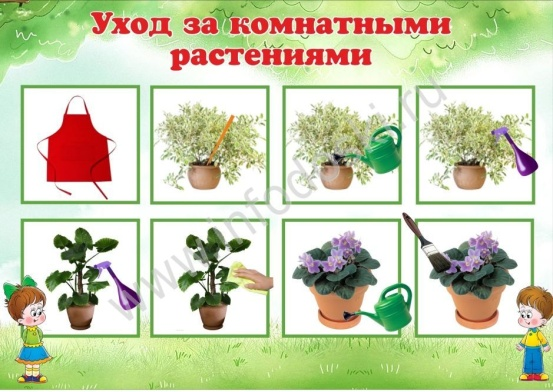 Уход за комнатными
растениями